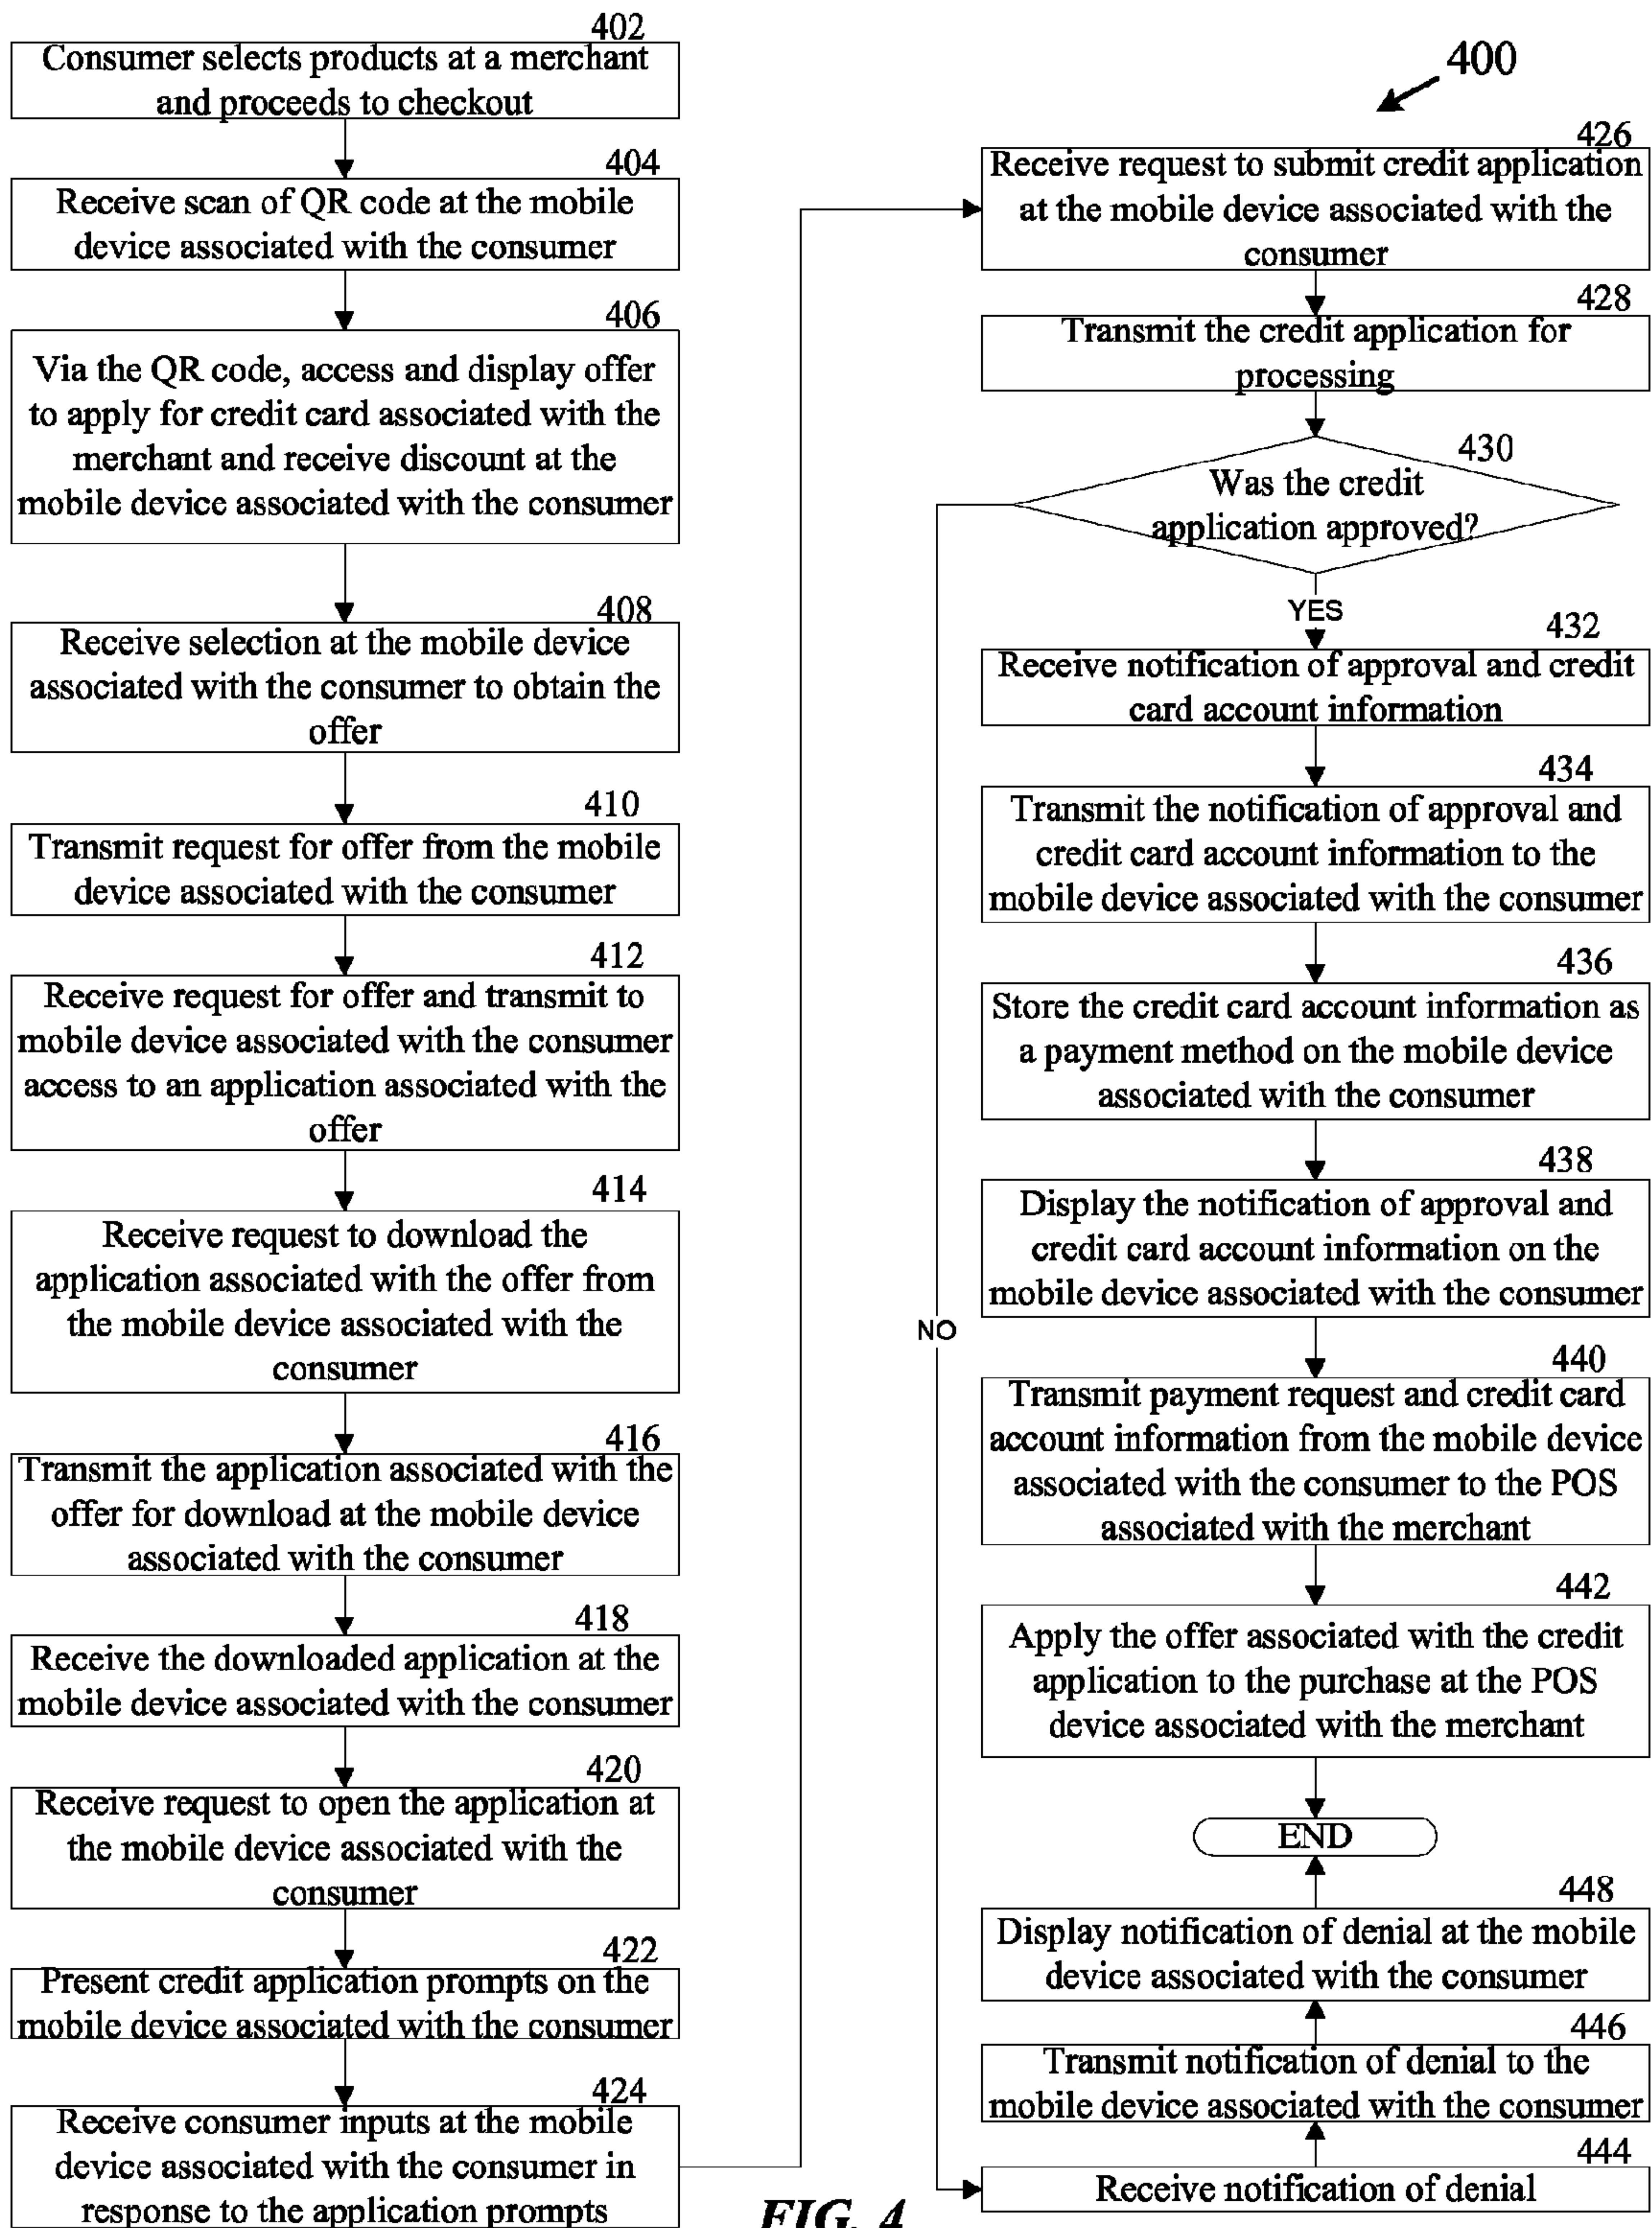 402
Consumer selects products at a merchant
and proceeds to checkout
404
Receive scan of QR code at the mobile
device associated with the consumer
406
Via the QR code, access and display offer
to apply for credit card associated with the
merchant and receive discount at the
mobile device associated with the consumer
408
Receive selection at the mobile device
associated with the consumer to obtain the
offer
410
Transmit request for offer from the mobile
device associated with the consumer
412
Receive request for offer and transmit to
mobile device associated with the consumer
access to an application associated with the
offer
414
Receive request to download the
application associated with the offer from
the mobile device associated with the
consumer
416
Transmit the application associated with the
offer for download at the mobile device
associated with the consumer
418
Receive the downloaded application at the
mobile device associated with the consumer
420
Receive request to open the application at
the mobile device associated with the
consumer
422
Present credit application prompts on the
mobile device associated with the consumer
424
Receive consumer inputs at the mobile
device associated with the consumer in
response to the application prompts
400
426
Receive request to submit credit application
at the mobile device associated with the
consumer
428
Transmit the credit application for
processing
430
Was the credit
application approved?
YES
432
Receive notification of approval and credit
card account information
434
Transmit the notification of approval and
credit card account information to the
mobile device associated with the consumer
436
Store the credit card account information as
a payment method on the mobile device
associated with the consumer
438
Display the notification of approval and
credit card account information on the
mobile device associated with the consumer
NO
440
Transmit payment request and credit card
account information from the mobile device
associated with the consumer to the POS
associated with the merchant
442
Apply the offer associated with the credit
application to the purchase at the POS
device associated with the merchant
END
448
Display notification of denial at the mobile
device associated with the consumer
446
Transmit notification of denial to the
mobile device associated with the consumer
444
Receive notification of denial
FIG. 4